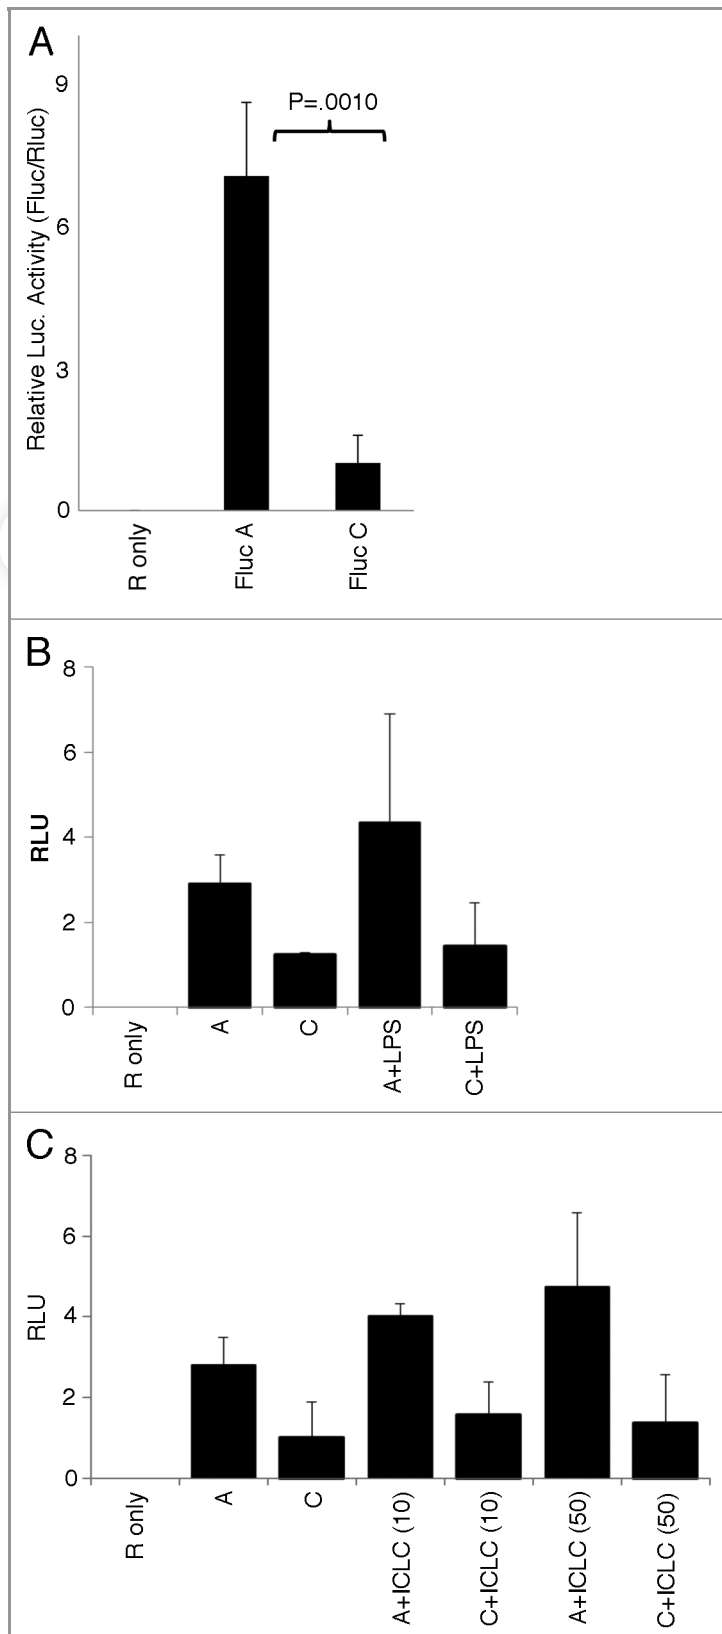 A
Relative Luc. Activity (Fluc/Rluc)
9
6
3
0
P=.0010
R only
Fluc A
Fluc C
B
RLU
8
6
4
2
0
R only
A
C
A+LPS
C+LPS
C
RLU
8
6
4
2
0
R only
A
C
A+ICLC (10)
C+ICLC (10)
A+ICLC (50)
C+ICLC (50)